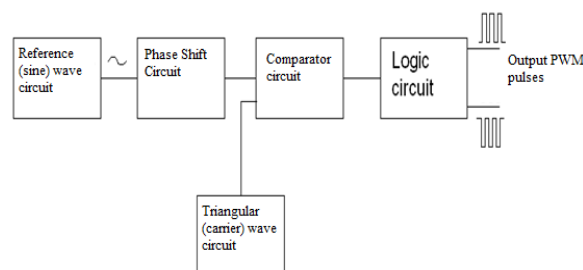 Reference
(sine) wave
circuit
Phase Shift
Circuit
Comparator
circuit
Logic
circuit
Output PWM
pulses
Triangular
(carrier) wave
circuit